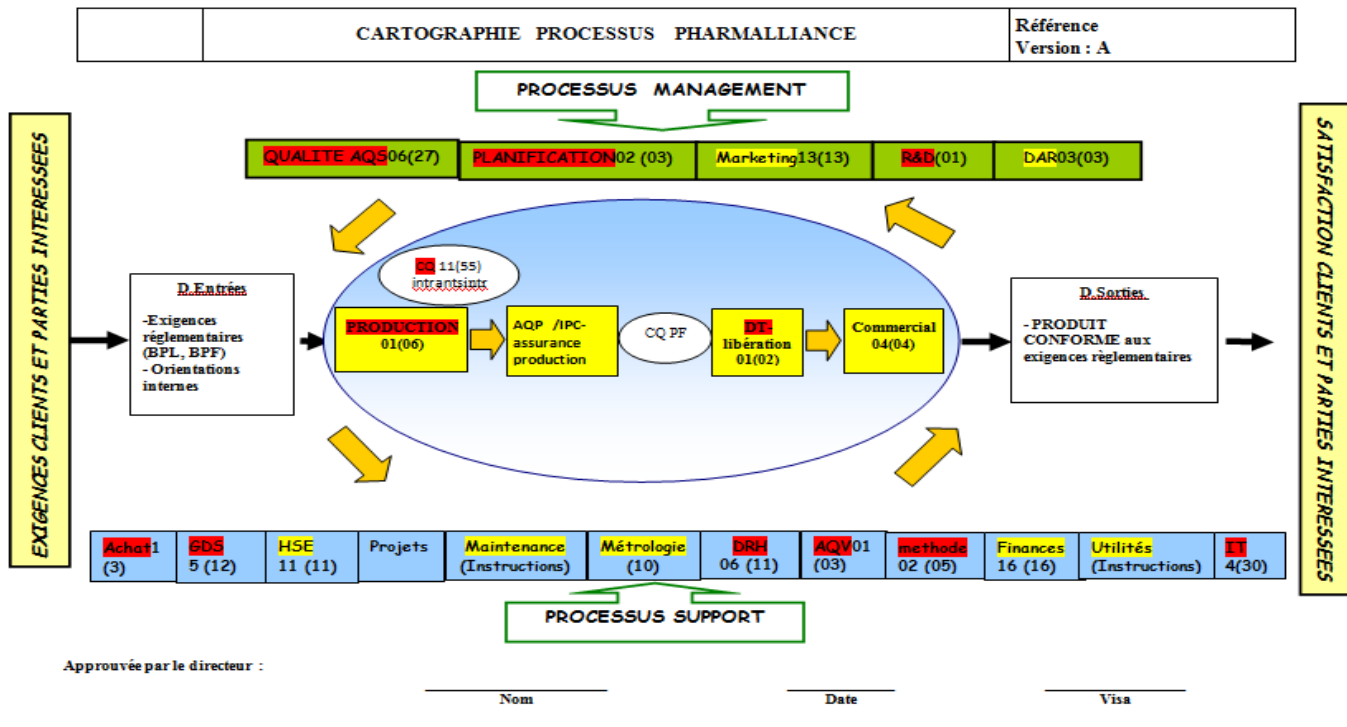 CARTOGRAPHIE PROCESSUS PHARMALLIANCE
Référence
Version : A
PROCESSUS MANAGEMENT
EXIGENCES CLIENTS ET PARTIES INTERESSEES
SATISFACTION CLIENTS ET PARTIES INTERESSEES
QUALITE AQS06(27)
PLANIFICATION02 (03)
Marketing13(13)
R&D(01)
DAR03(03)
D.Entrées
-Exigences
réglementaires
(BPL, BPF)
- Orientations
internes
CQ 11(55)
intrantsintr
PRODUCTION
01(06)
AQP /IPC-
assurance
production
CQ PF
DT-
libération
01(02)
Commercial
04(04)
D.Sorties
- PRODUIT
CONFORME aux
exigences règlementaires
Achat1
(3)
GDS
5 (12)
HSE
11 (11)
Projets
Maintenance
(Instructions)
Métrologie
(10)
DRH
06 (11)
AQV01
(03)
methode
02 (05)
Finances
16 (16)
Utilités
(Instructions)
IT
4(30)
PROCESSUS SUPPORT
Approuvée par le directeur :
Nom
Date
Visa